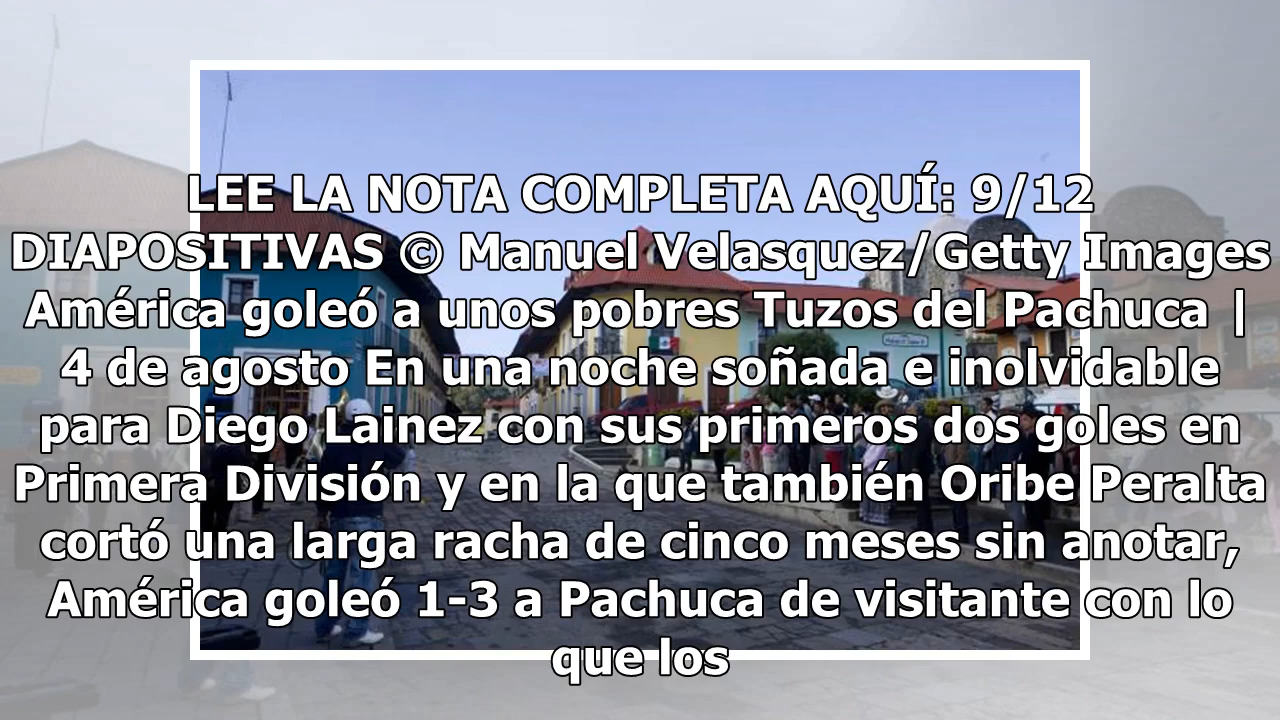 LEE LA NOTA COMPLETA AQUÍ: 9/12
DIAPOSITIVAS © Manuel Velasquez/Getty Images
América goleó a unos pobres Tuzos del Pachuca |
4 de agosto En una noche soñada e inolvidable
para Diego Lainez con sus primeros dos goles en
Primera División y en la que también Oribe Peralta
cortó una larga racha de cinco meses sin anotar,
América goleó 1-3 a Pachuca de visitante con lo
que los